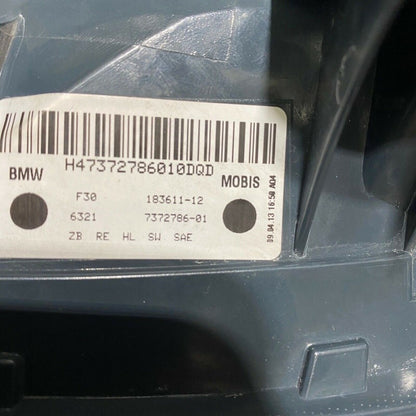 H47372786010DQD
BMW
MOBIS
F30 183611-12
6321 7372786-01
ZB RE HL SW SAE
09.04.13 16:50 A04